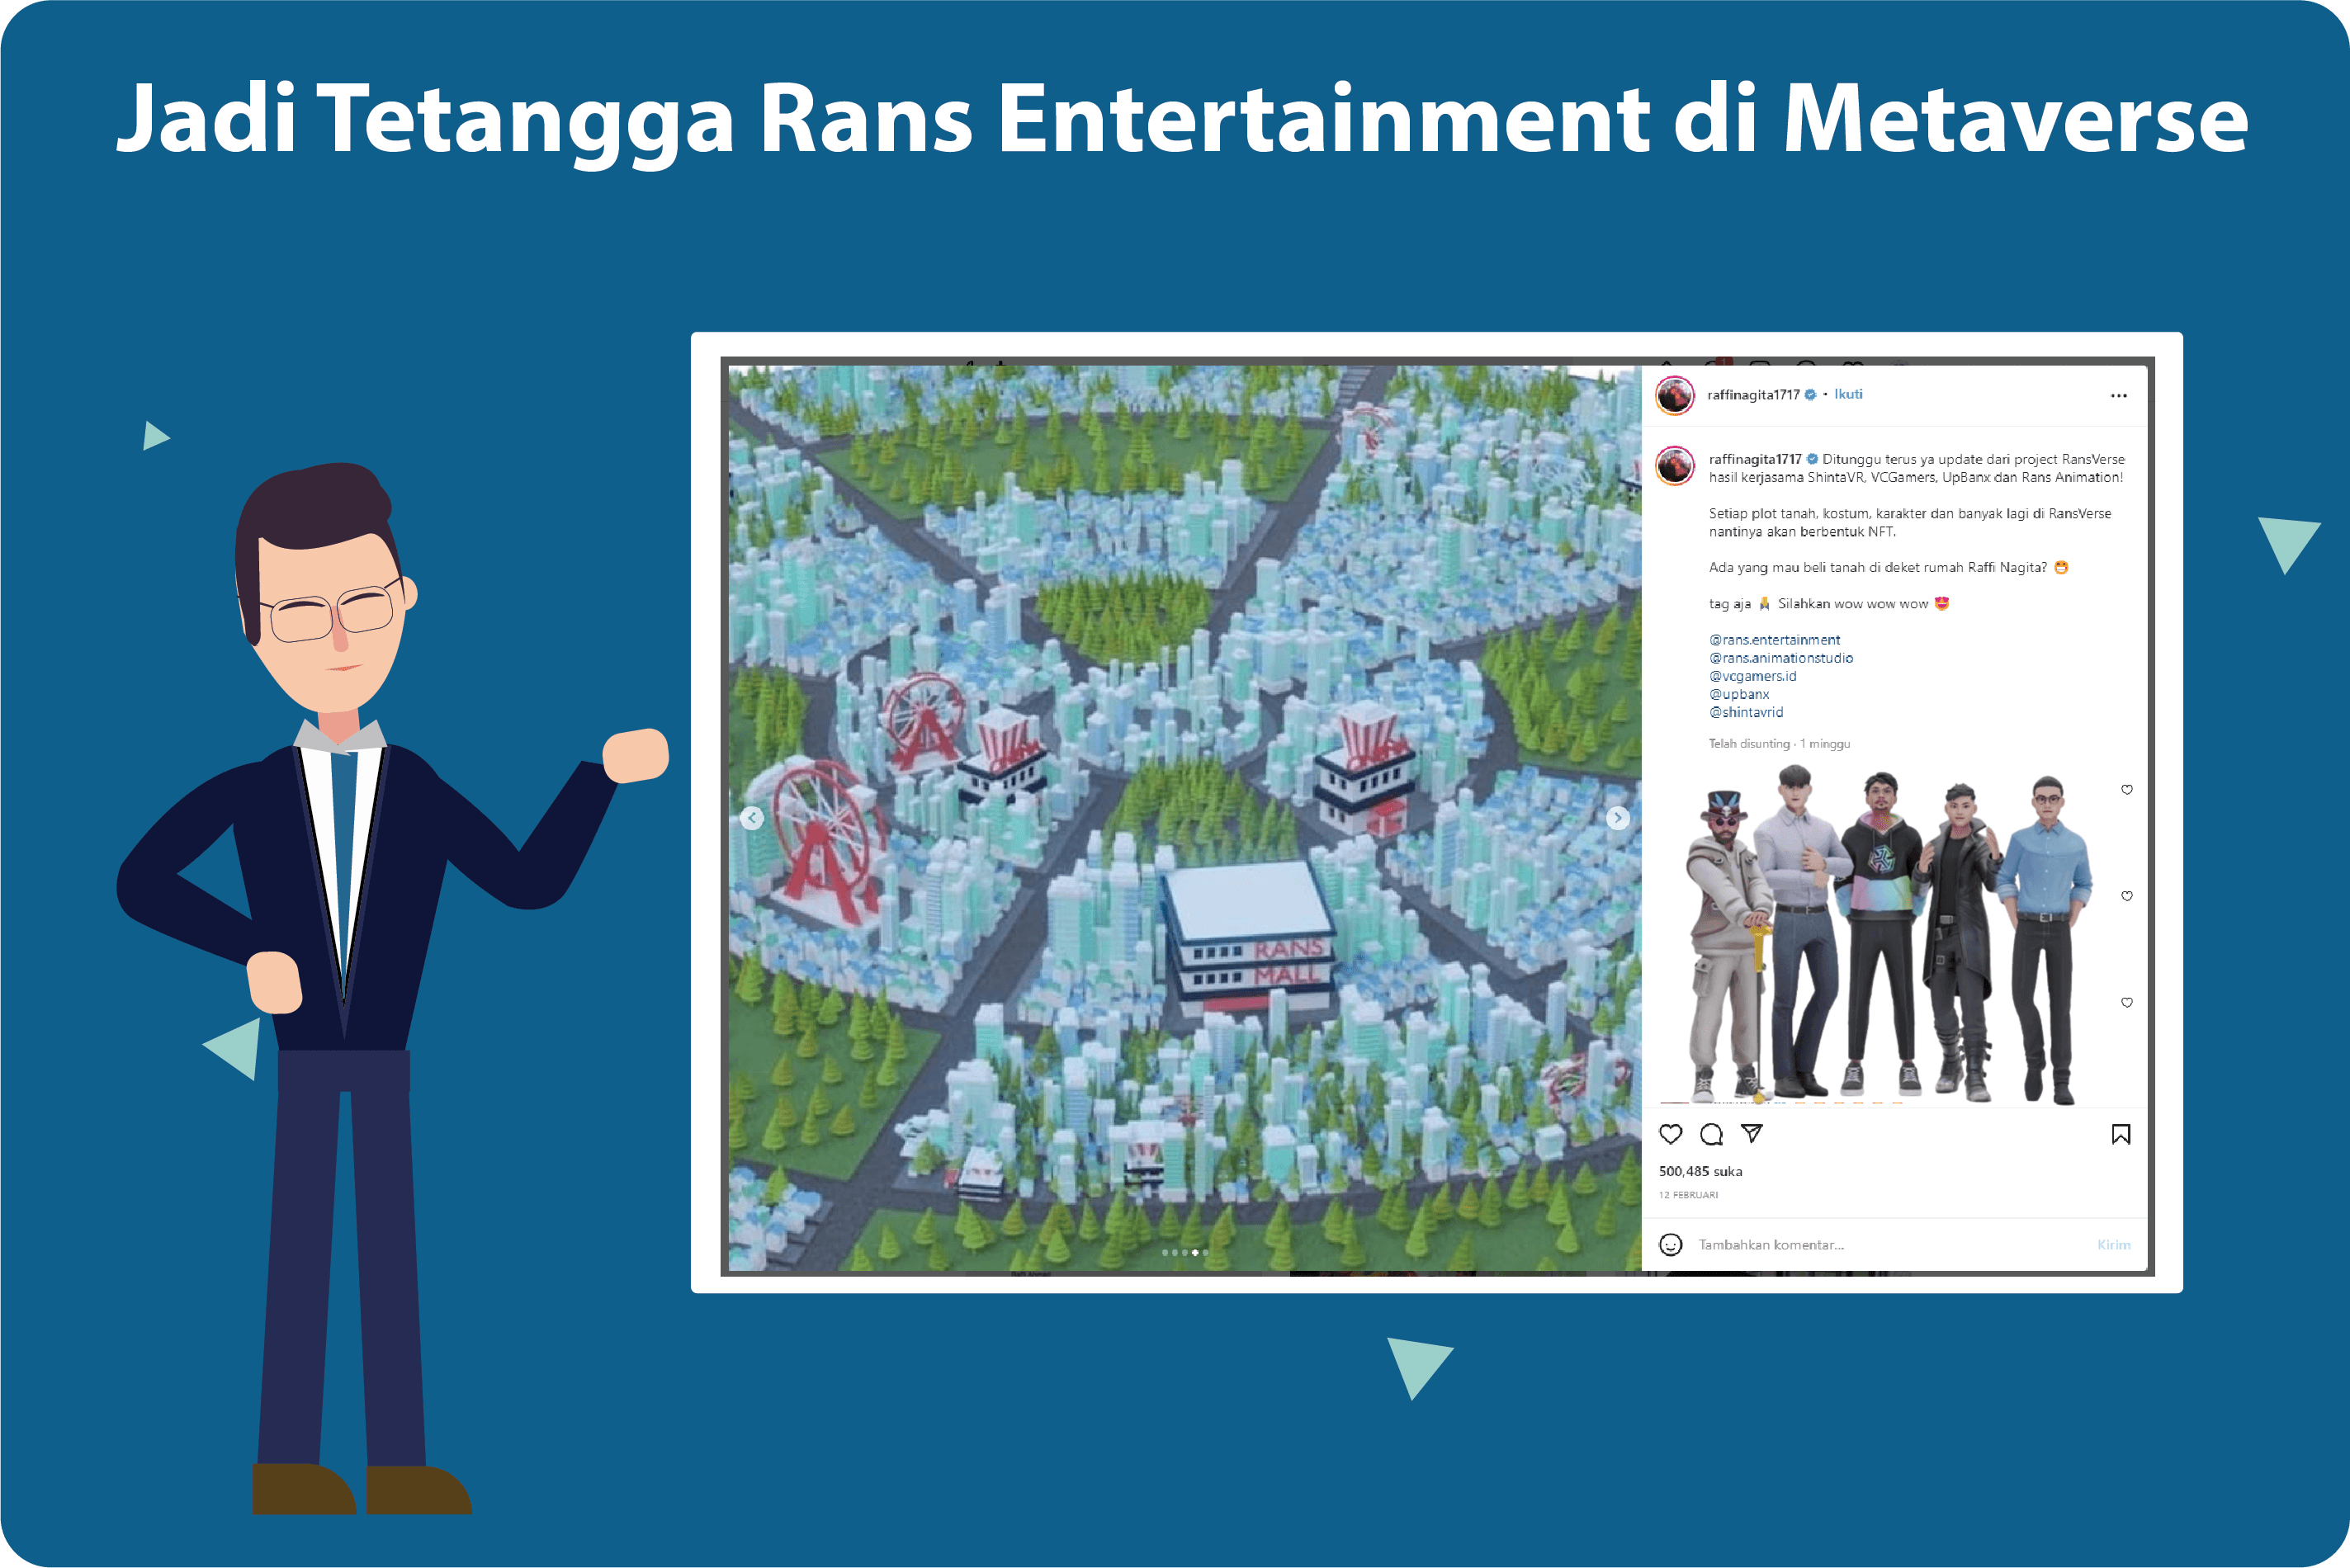 Jadi Tetangga Rans Entertainment di Metaverse
raffinagita1717 • Ikuti
raffinagita1717 Ditunggu terus ya update dari project RansVerse
hasil kerjasama ShintaVR, VCGamers, UpBanx dan Rans Animation!
Setiap plot tanah, kostum, karakter dan banyak lagi di RansVerse
nantinya akan berbentuk NFT.
Ada yang mau beli tanah di deket rumah Raffi Nagita? 😁
tag aja 🙏 Silahkan wow wow wow 😍
@rans.entertainment
@rans.animationstudio
@vcgamers.id
@upbanx
@shintavrid
Telah disunting · 1 minggu
RANS
MALL
500,485 suka
12 FEBRUARI
Tambahkan komentar...
Kirim